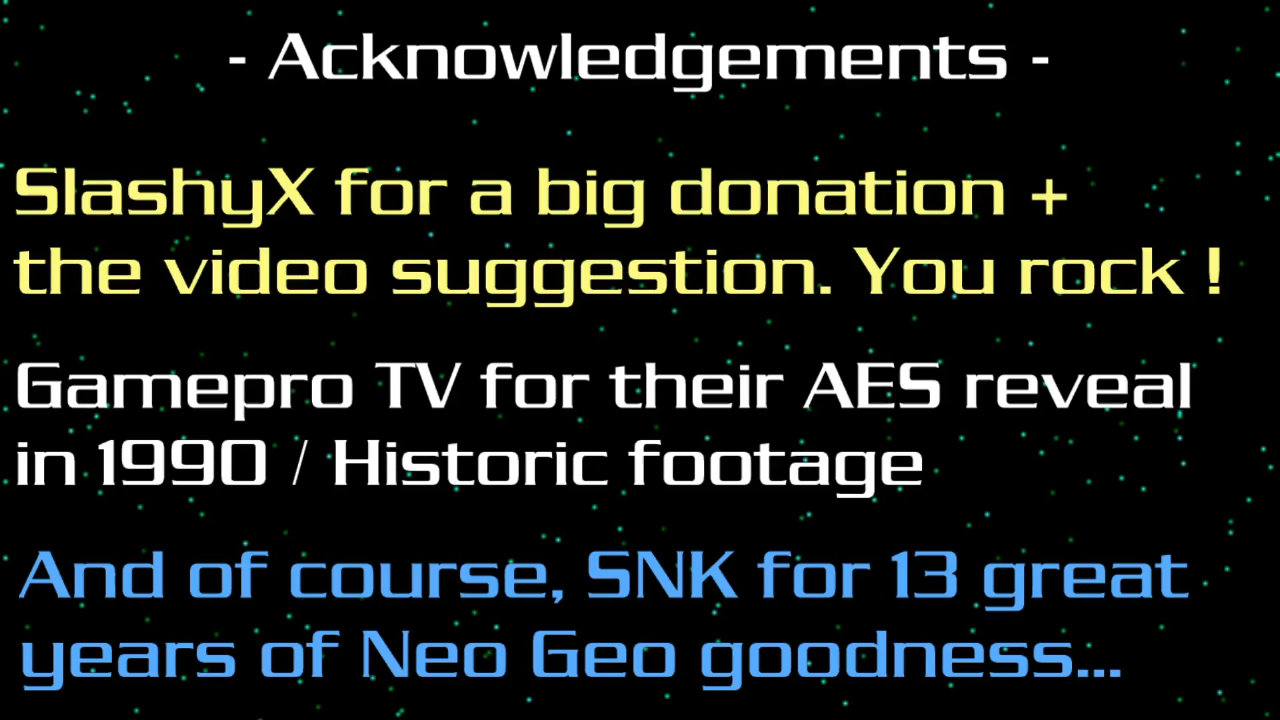 - Acknowledgements -
SlashyX for a big donation +
the video suggestion. You rock !
Gamepro TV for their AES reveal
in 1990 / Historic footage
And of course, SNK for 13 great
years of Neo Geo goodness...